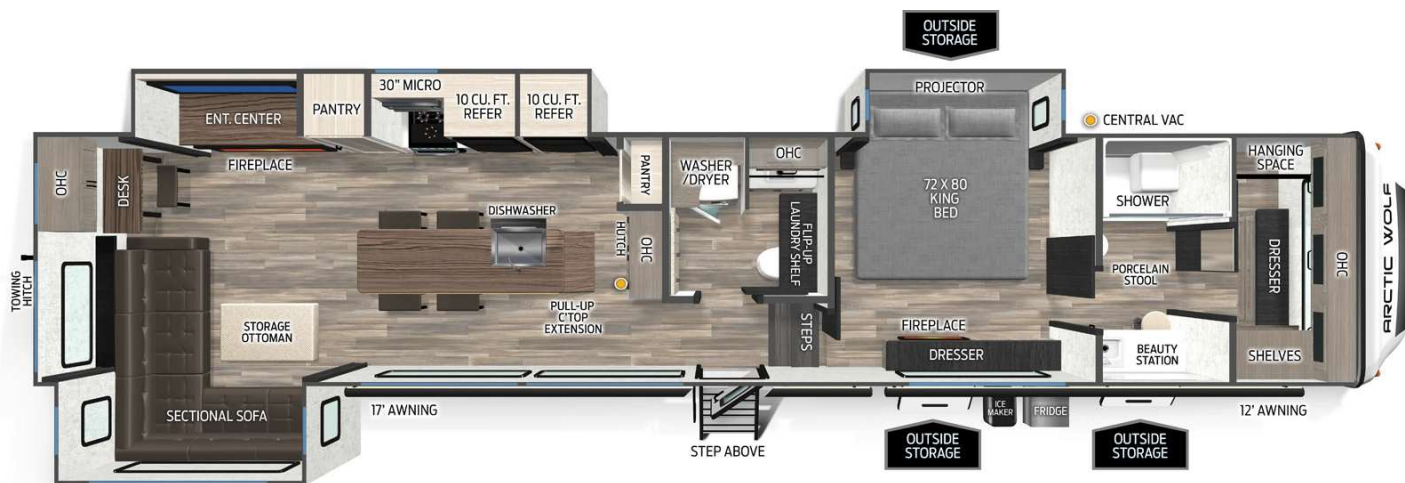 OUTSIDE
STORAGE
30" MICRO
10 CU. FT.
REFER
10 CU. FT.
REFER
PROJECTOR
ENT. CENTER
PANTRY
CENTRAL VAC
FIREPLACE
OHC
DESK
PANTRY
WASHER
/DRYER
OHC
72 X 80
KING
BED
SHOWER
HANGING
SPACE
DISHWASHER
HUTCH
OHC
FLIP-UP
LAUNDRY SHELF
PORCELAIN
STOOL
DRESSER
OHC
ARCTIC WOLF
TOWING
HITCH
STORAGE
OTTOMAN
PULL-UP
C'TOP
EXTENSION
STEPS
FIREPLACE
DRESSER
BEAUTY
STATION
SHELVES
SECTIONAL SOFA
17' AWNING
STEP ABOVE
ICE
MAKER
FRIDGE
12' AWNING
OUTSIDE
STORAGE
OUTSIDE
STORAGE